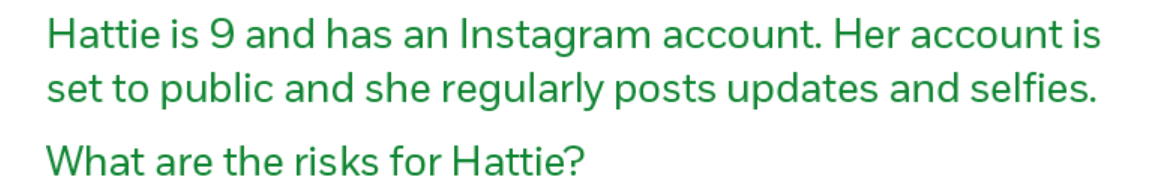 Hattie is 9 and has an Instagram account. Her account is
set to public and she regularly posts updates and selfies.
What are the risks for Hattie?